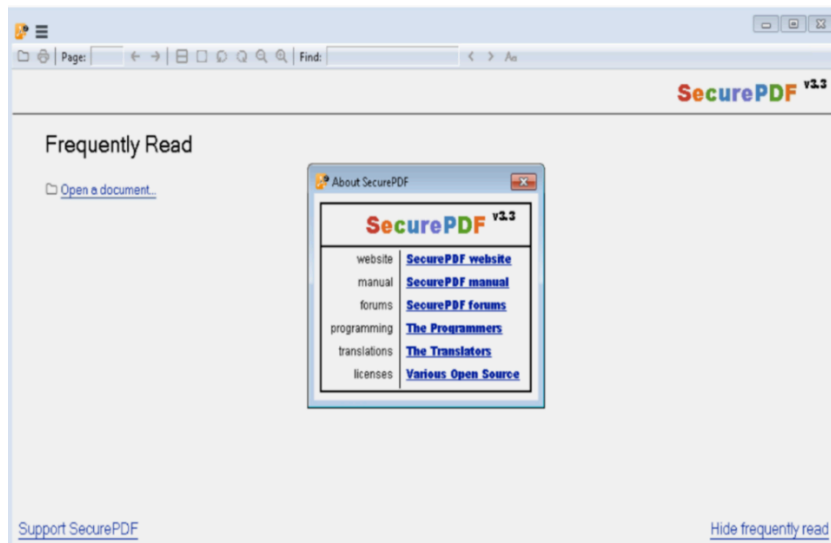 Page:
Find:
SecurePDF v3.3
Frequently Read
Open a document...
About SecurePDF
SecurePDF v3.3
website SecurePDF website
manual SecurePDF manual
forums SecurePDF forums
programming The Programmers
translations The Translators
licenses Various Open Source
Support SecurePDF
Hide frequently read